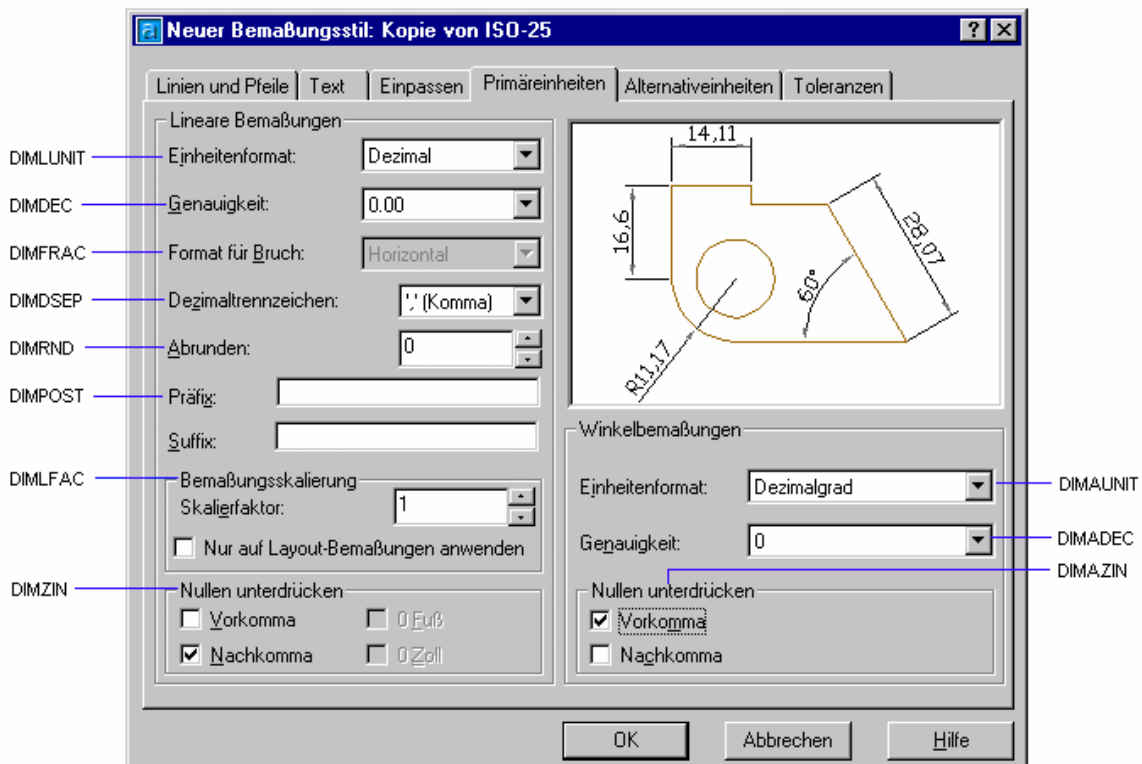 Neuer Bemaßungsstil: Kopie von ISO-25
Linien und Pfeile
Text
Einpassen
Primäreinheiten
Alternativeinheiten
Toleranzen
Lineare Bemaßungen
DIMLUNIT
Einheitenformat:
Dezimal
DIMDEC
Genauigkeit:
0.00
DIMFRAC
Format für Bruch:
Horizontal
DIMDSEP
Dezimaltrennzeichen:
',' (Komma)
DIMRND
Abrunden:
0
DIMPOST
Präfix:
Suffix:
DIMLFAC
Bemaßungsskalierung
Skalierfaktor:
1
Nur auf Layout-Bemaßungen anwenden
DIMZIN
Nullen unterdrücken
Vorkomma
0 Fuß
Nachkomma
0 Zoll
14,11
16,6
28,07
60°
R11,17
Winkelbemaßungen
Einheitenformat:
Dezimalgrad
DIMAUNIT
Genauigkeit:
0
DIMADEC
DIMAZIN
Nullen unterdrücken
Vorkomma
Nachkomma
OK
Abbrechen
Hilfe